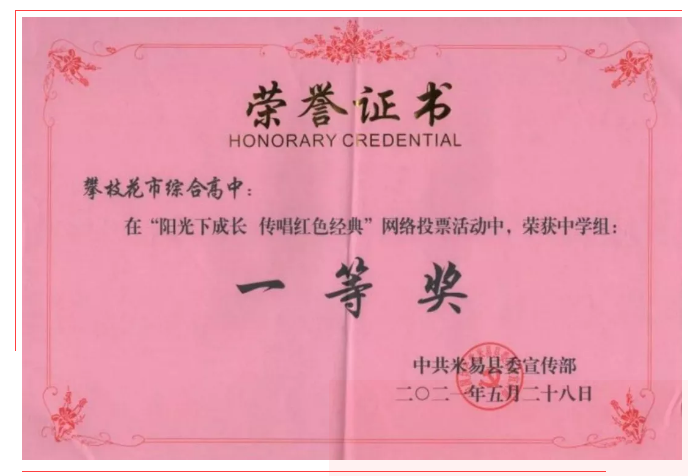 荣誉证书
HONORARY CREDENTIAL
攀枝花市综合高中：
在“阳光下成长 传唱红色经典”网络投票活动中，荣获中学组：
一等奖
中共米易县委宣传部
二〇二一年五月二十八日